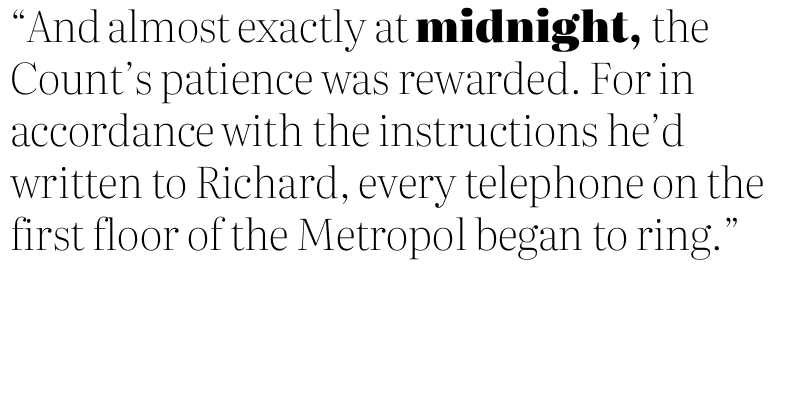 “And almost exactly at midnight, the
Count’s patience was rewarded. For in
accordance with the instructions he’d
written to Richard, every telephone on the
first floor of the Metropol began to ring.”